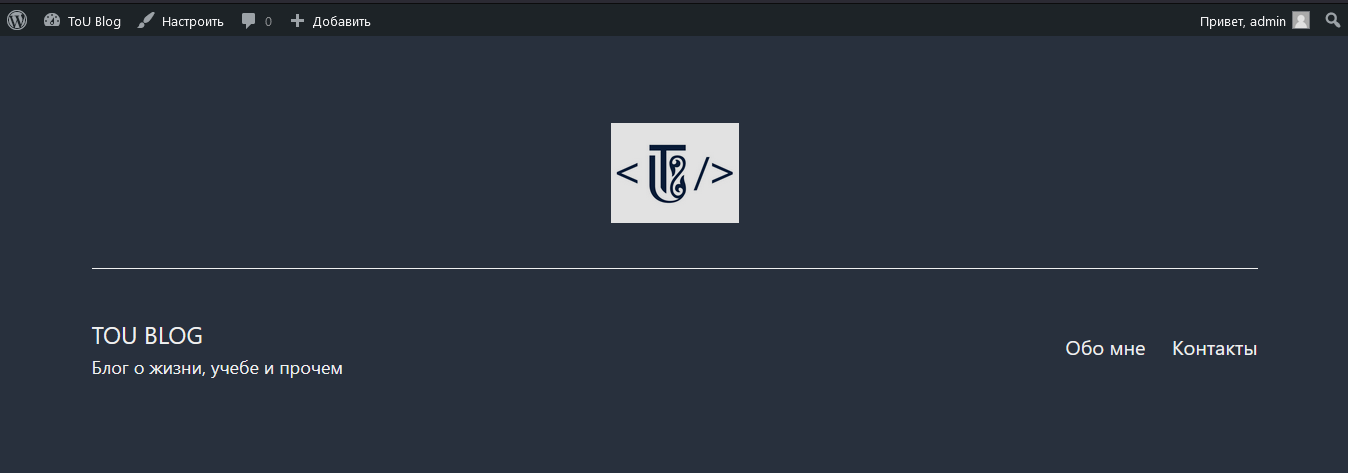 ToU Blog Настроить 0 Добавить Привет, admin
< />
TOU BLOG
Блог о жизни, учебе и прочем
Обо мне Контакты